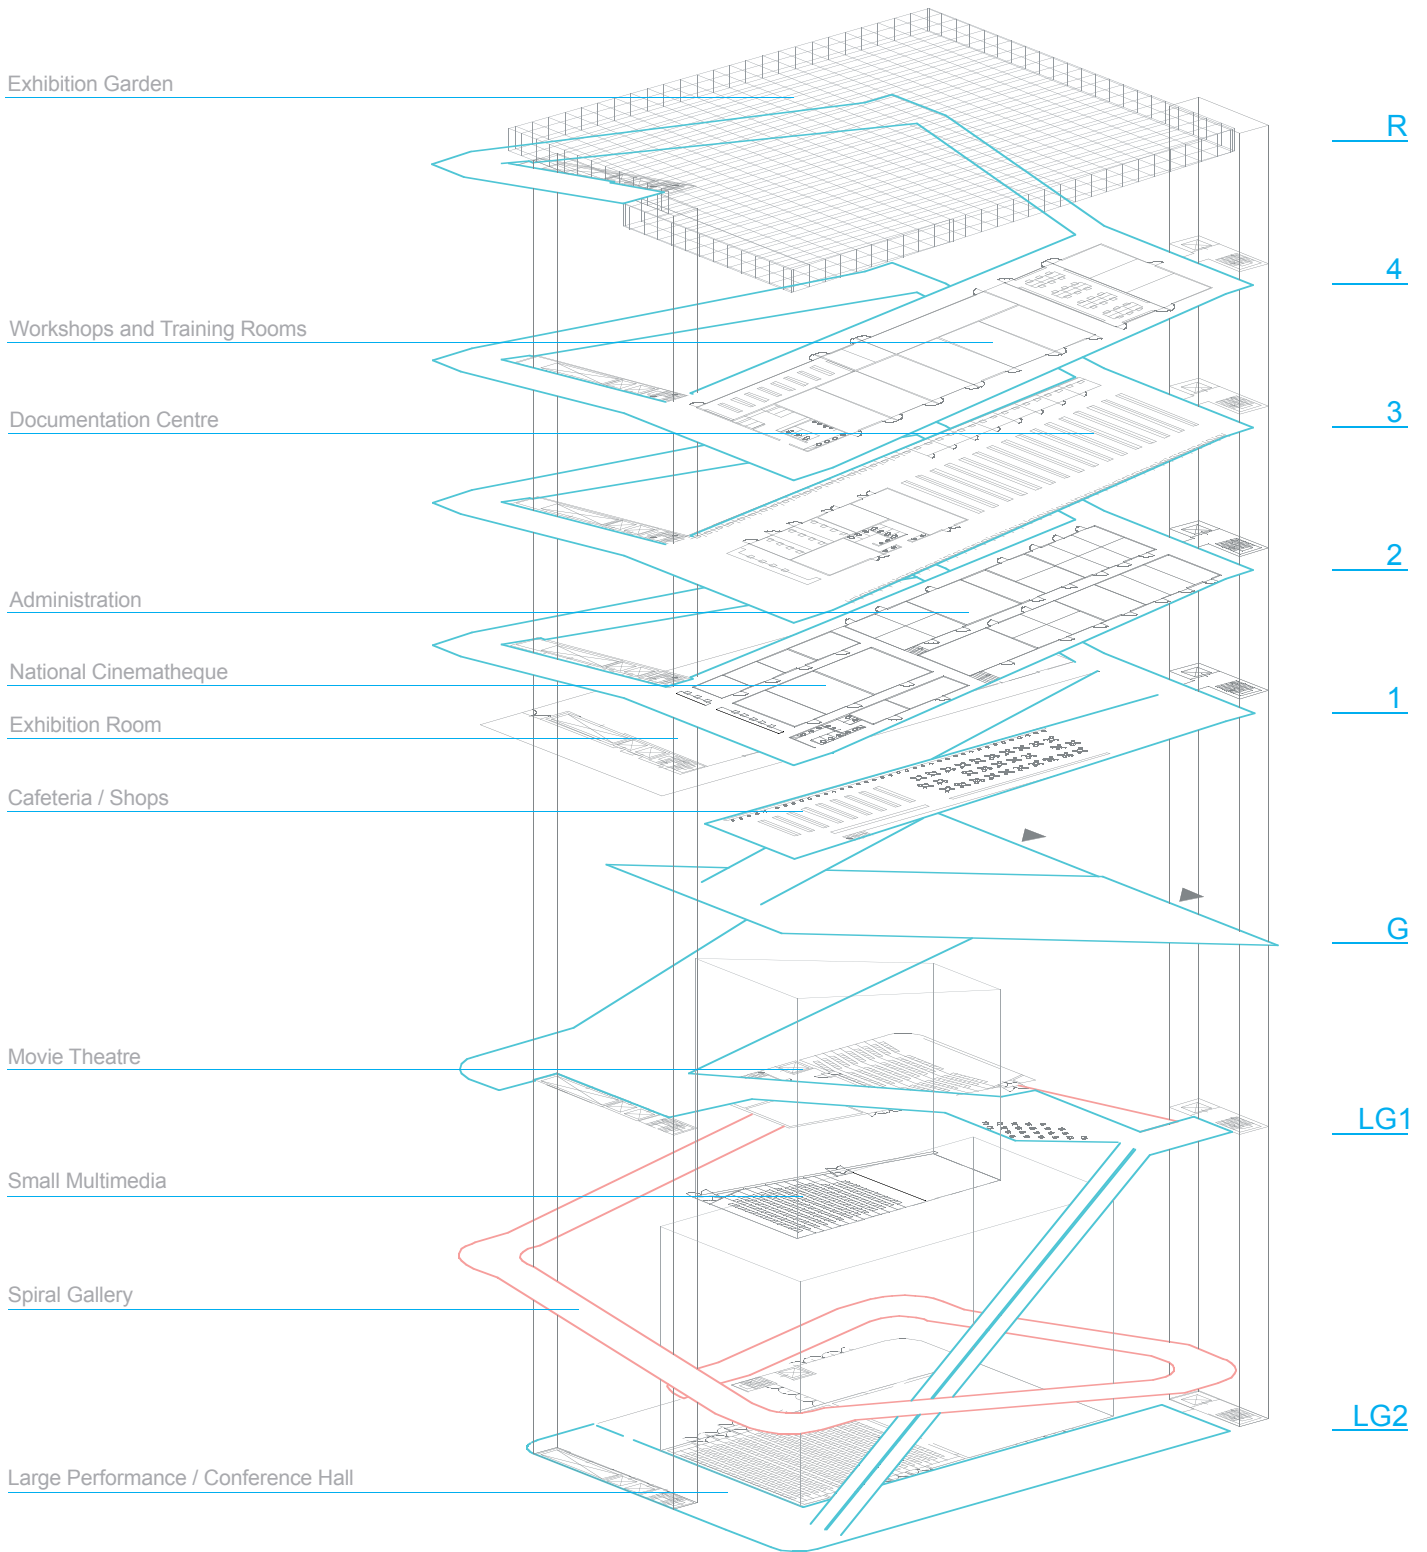 Exhibition Garden
R
4
Workshops and Training Rooms
Documentation Centre
3
2
Administration
National Cinematheque
1
Exhibition Room
Cafeteria / Shops
G
Movie Theatre
LG1
Small Multimedia
Spiral Gallery
LG2
Large Performance / Conference Hall